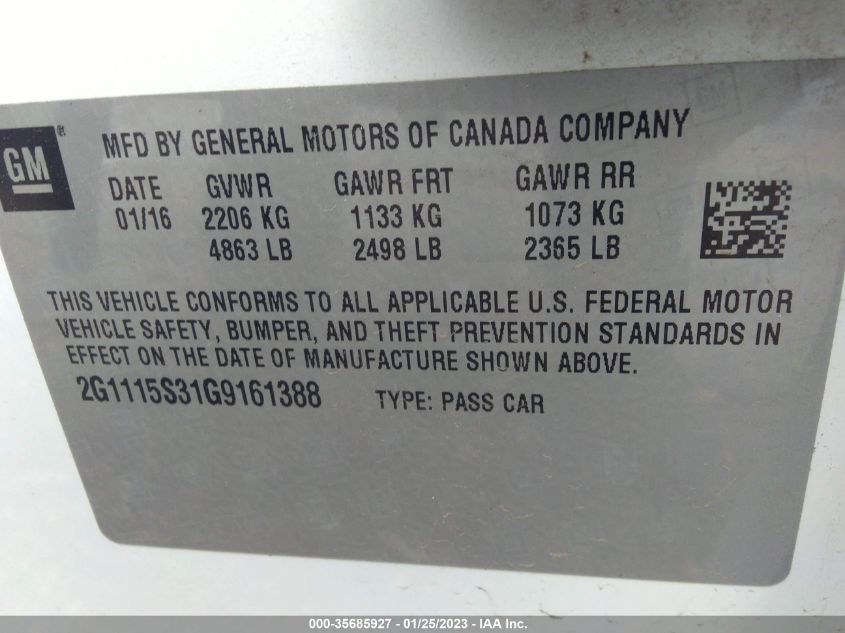 GM®
MFD BY GENERAL MOTORS OF CANADA COMPANY
DATE GVWR GAWR FRT GAWR RR
01/16 2206 KG 1133 KG 1073 KG
4863 LB 2498 LB 2365 LB
THIS VEHICLE CONFORMS TO ALL APPLICABLE U.S. FEDERAL MOTOR
VEHICLE SAFETY, BUMPER, AND THEFT PREVENTION STANDARDS IN
EFFECT ON THE DATE OF MANUFACTURE SHOWN ABOVE.
2G1115S31G9161388 TYPE: PASS CAR
000-35685927 - 01/25/2023 - IAA Inc.